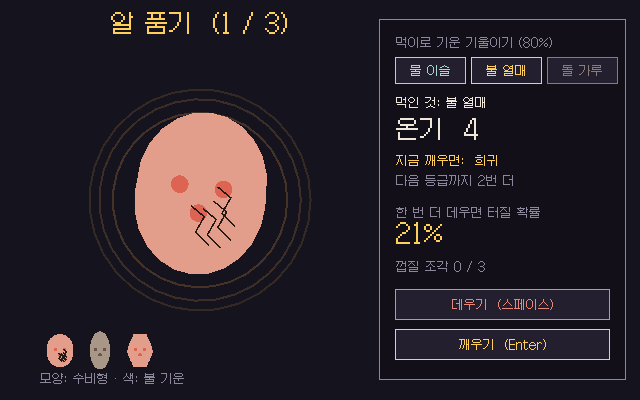 알 품기 (1 / 3)
먹이로 기운 기울이기 (80%)
물 이슬
불 열매
돌 가루
먹인 것: 불 열매
온기 4
지금 깨우면: 희귀
다음 등급까지 2번 더
한 번 더 데우면 터질 확률
21%
껍질 조각 0 / 3
데우기 (스페이스)
깨우기 (Enter)
모양: 수비형 · 색: 불 기운